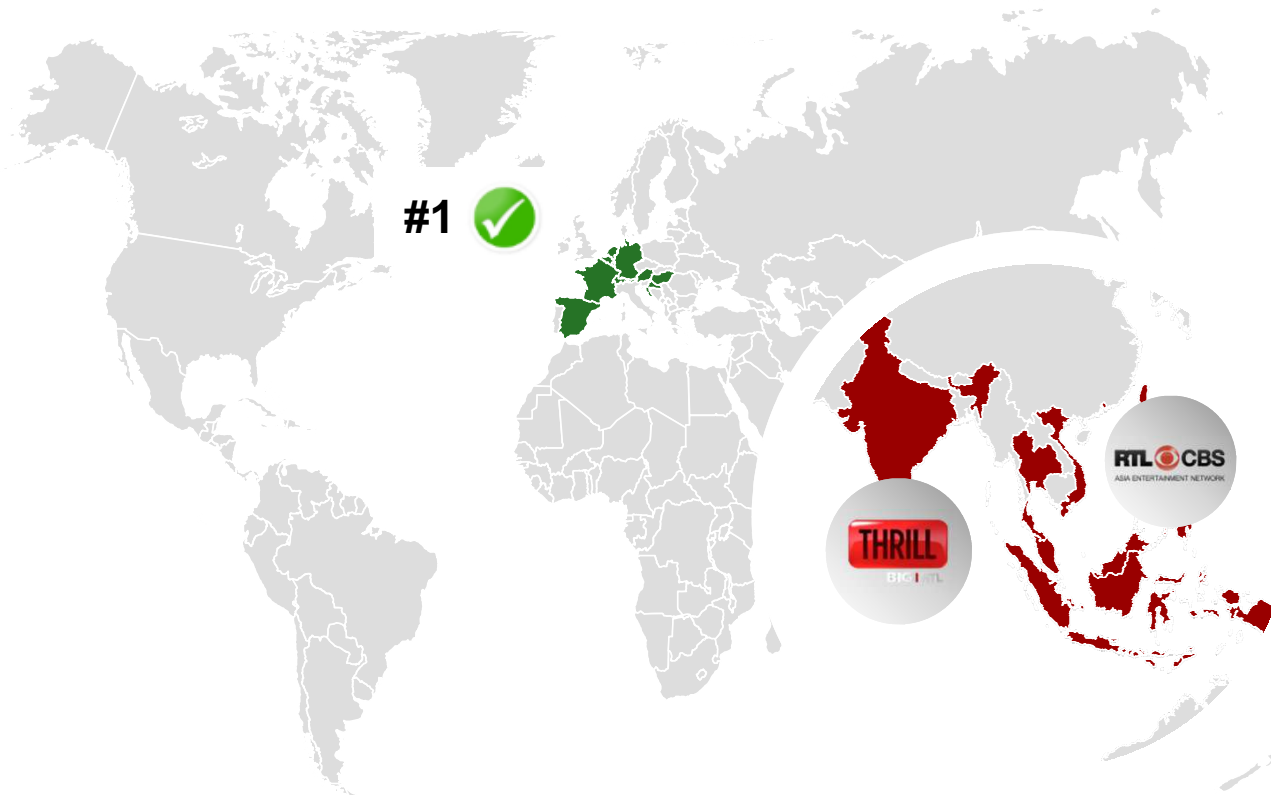 #1
RTL CBS
ASIA ENTERTAINMENT NETWORK
THRILL
BIG RTL